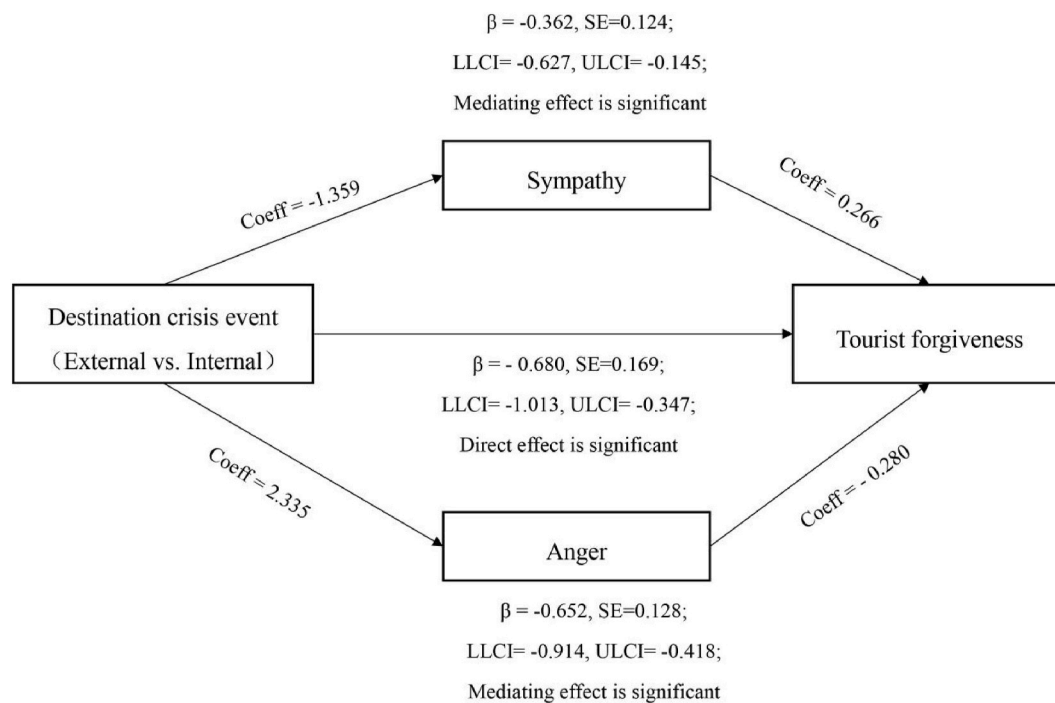 β = -0.362, SE=0.124;
LLCI= -0.627, ULCI= -0.145;
Mediating effect is significant
Sympathy
Coeff = -1.359
Coeff = 0.266
Destination crisis event
（External vs. Internal）
Tourist forgiveness
β = - 0.680, SE=0.169;
LLCI= -1.013, ULCI= -0.347;
Direct effect is significant
Coeff = 2.335
Coeff = - 0.280
Anger
β = -0.652, SE=0.128;
LLCI= -0.914, ULCI= -0.418;
Mediating effect is significant